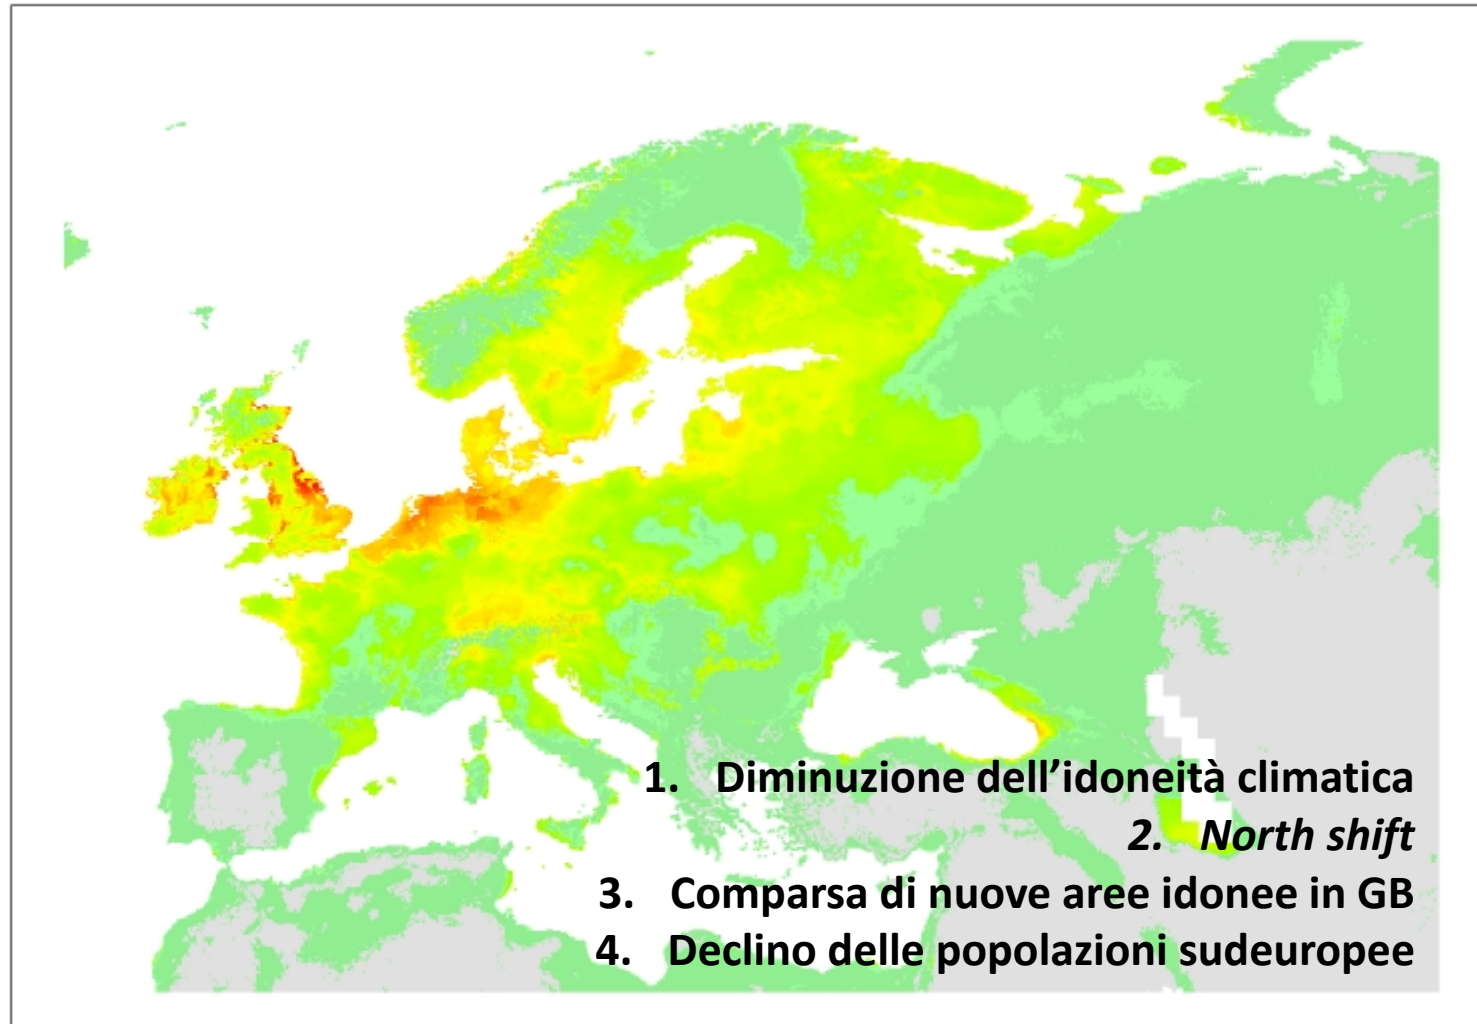 1. Diminuzione dell’idoneità climatica
2. North shift
3. Comparsa di nuove aree idonee in GB
4. Declino delle popolazioni sudeuropee